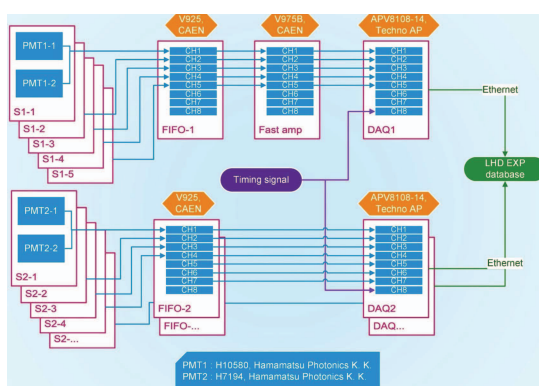 V925,
CAEN
V975B,
CAEN
APV8108-14,
Techno AP
PMT1-1
PMT1-2
S1-1
S1-2
S1-3
S1-4
S1-5
CH1
CH2
CH3
CH4
CH5
CH6
CH7
CH8
FIFO-1
CH1
CH2
CH3
CH4
CH5
CH6
CH7
CH8
Fast amp
CH1
CH2
CH3
CH4
CH5
CH6
CH7
CH8
DAQ1
Ethernet
LHD EXP
database
Timing signal
V925,
CAEN
APV8108-14,
Techno AP
PMT2-1
PMT2-2
S2-1
S2-2
S2-3
S2-4
S2-...
CH1
CH2
CH3
CH4
CH5
CH6
CH7
CH8
FIFO-2
FIFO-...
CH1
CH2
CH3
CH4
CH5
CH6
CH7
CH8
DAQ2
DAQ...
Ethernet
PMT1 : H10580, Hamamatsu Photonics K. K.
PMT2 : H7194, Hamamatsu Photonics K. K.